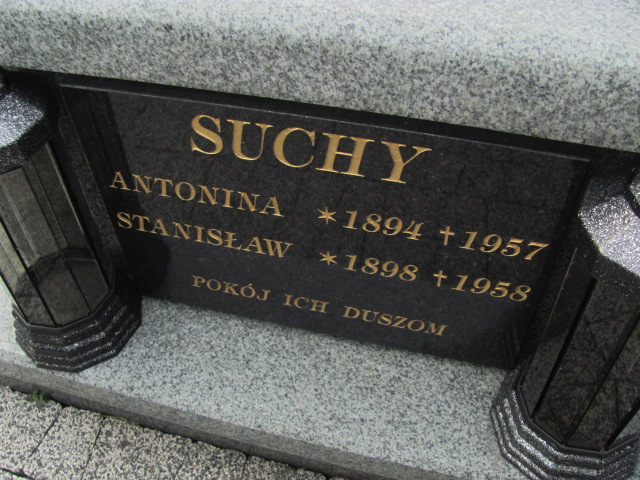 SUCHY
ANTONINA *1894 †1957
STANISŁAW *1898 †1958
POKÓJ ICH DUSZOM